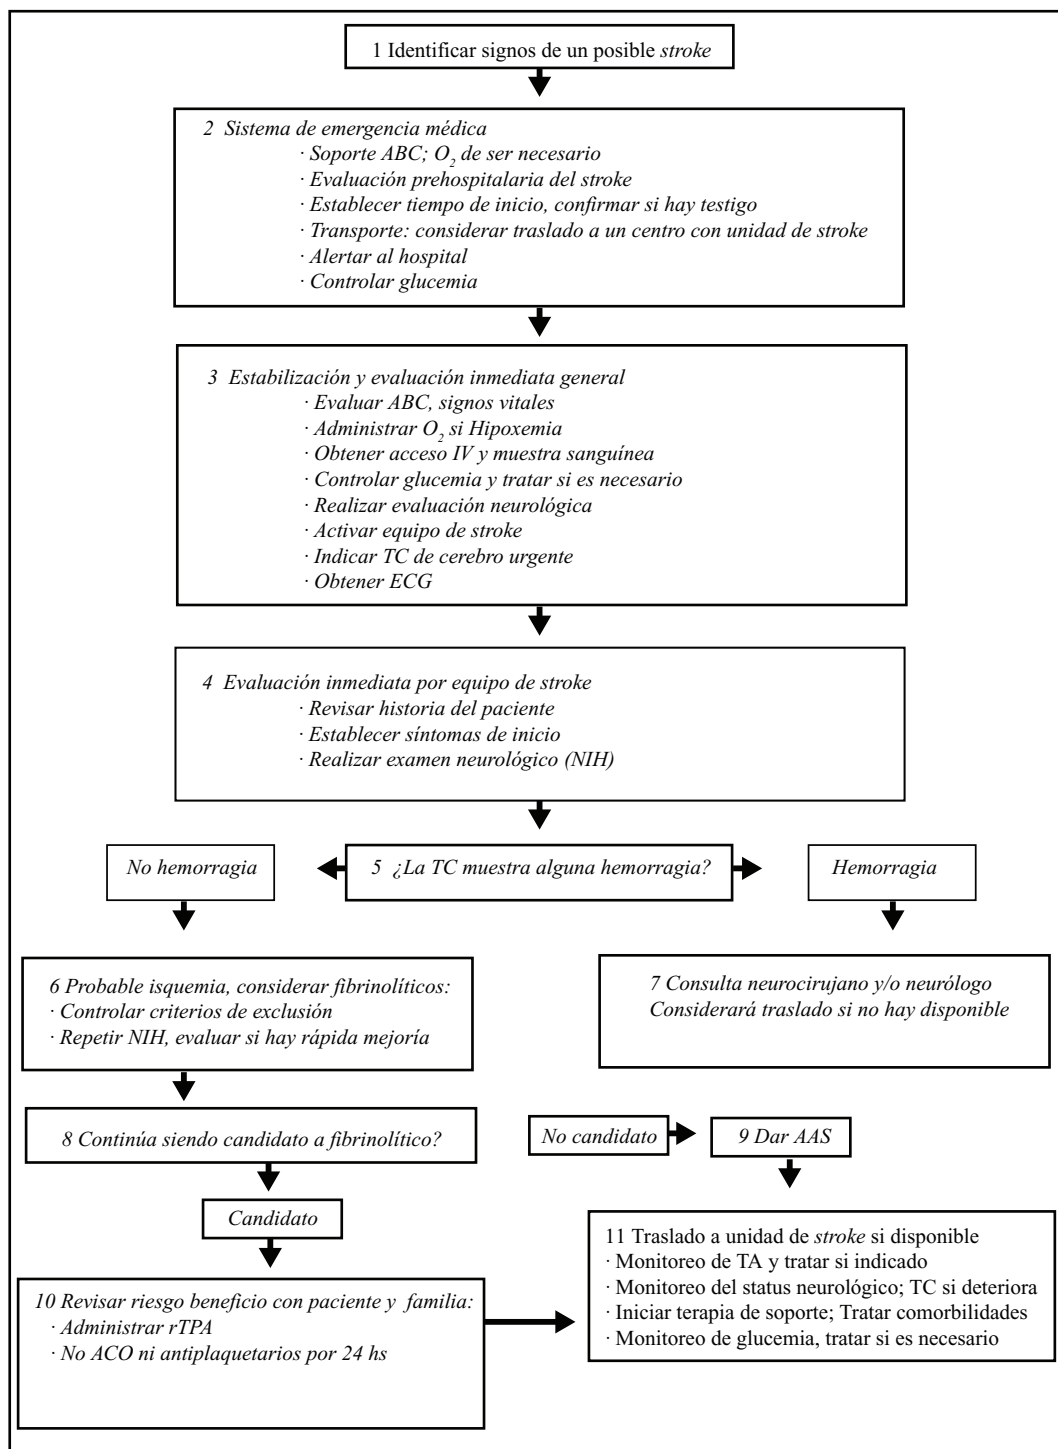 1 Identificar signos de un posible stroke
2 Sistema de emergencia médica
· Soporte ABC; O2 de ser necesario
· Evaluación prehospitalaria del stroke
· Establecer tiempo de inicio, confirmar si hay testigo
· Transporte: considerar traslado a un centro con unidad de stroke
· Alertar al hospital
· Controlar glucemia
3 Estabilización y evaluación inmediata general
· Evaluar ABC, signos vitales
· Administrar O2 si Hipoxemia
· Obtener acceso IV y muestra sanguínea
· Controlar glucemia y tratar si es necesario
· Realizar evaluación neurológica
· Activar equipo de stroke
· Indicar TC de cerebro urgente
· Obtener ECG
4 Evaluación inmediata por equipo de stroke
· Revisar historia del paciente
· Establecer síntomas de inicio
· Realizar examen neurológico (NIH)
No hemorragia
5 ¿La TC muestra alguna hemorragia?
Hemorragia
6 Probable isquemia, considerar fibrinolíticos:
· Controlar criterios de exclusión
· Repetir NIH, evaluar si hay rápida mejoría
7 Consulta neurocirujano y/o neurólogo
Considerará traslado si no hay disponible
8 Continúa siendo candidato a fibrinolítico?
No candidato
9 Dar AAS
Candidato
10 Revisar riesgo beneficio con paciente y familia:
· Administrar rTPA
· No ACO ni antiplaquetarios por 24 hs
11 Traslado a unidad de stroke si disponible
· Monitoreo de TA y tratar si indicado
· Monitoreo del status neurológico; TC si deteriora
· Iniciar terapia de soporte; Tratar comorbilidades
· Monitoreo de glucemia, tratar si es necesario